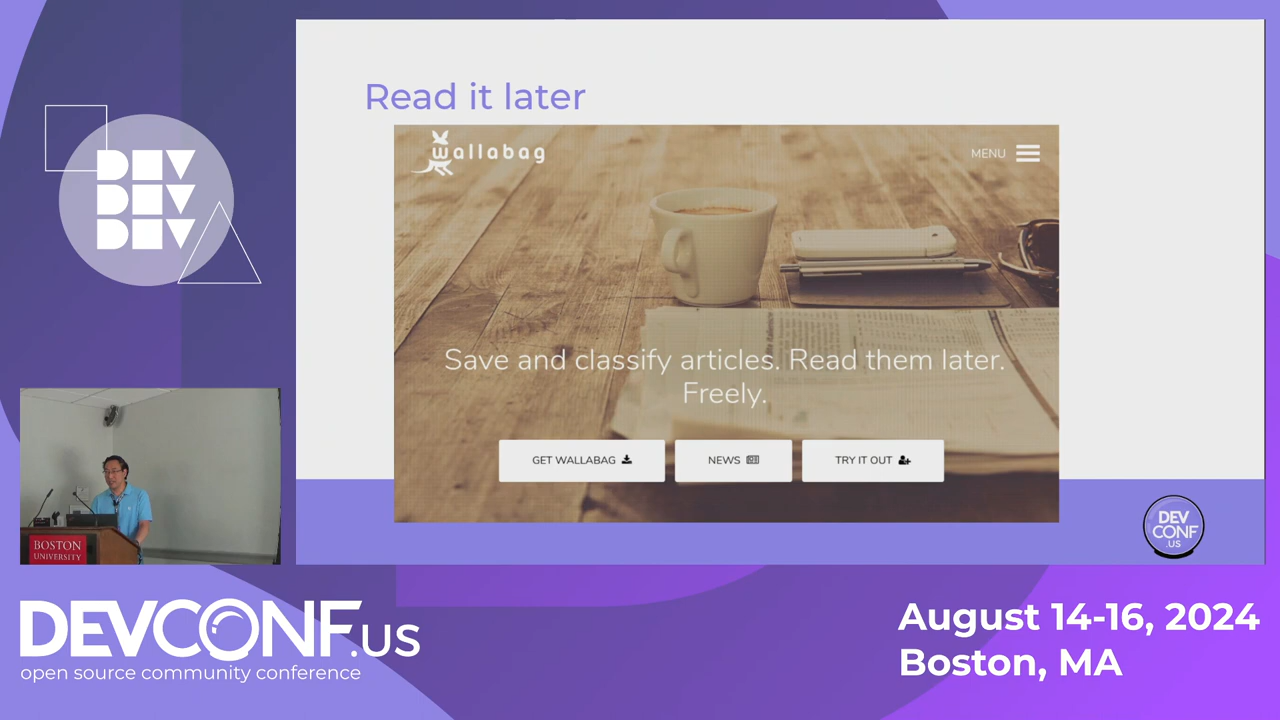 DEV
DEV
DEV
Read it later
wallabag
MENU
Save and classify articles. Read them later.
Freely.
GET WALLABAG
NEWS
TRY IT OUT
DEV
CONF
.US
BOSTON
UNIVERSITY
DEVCONF.US
open source community conference
August 14-16, 2024
Boston, MA